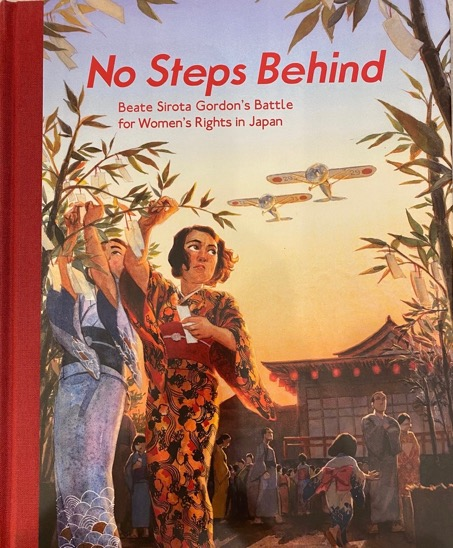 No Steps Behind
Beate Sirota Gordon's Battle
for Women's Rights in Japan